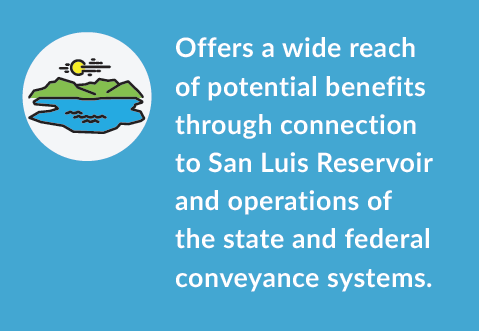 Offers a wide reach
of potential benefits
through connection
to San Luis Reservoir
and operations of
the state and federal
conveyance systems.